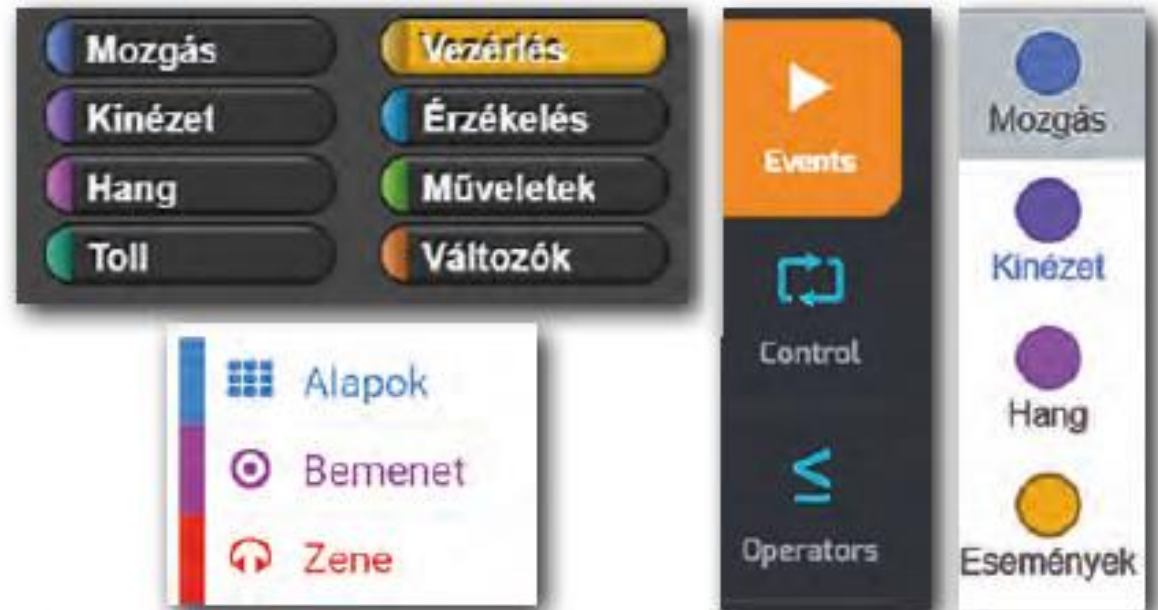 Mozgás Vezérlés
Kinézet Érzékelés
Hang Műveletek
Toll Változók
Alapok
Bemenet
Zene
Events
Control
Operators
Mozgás
Kinézet
Hang
Események